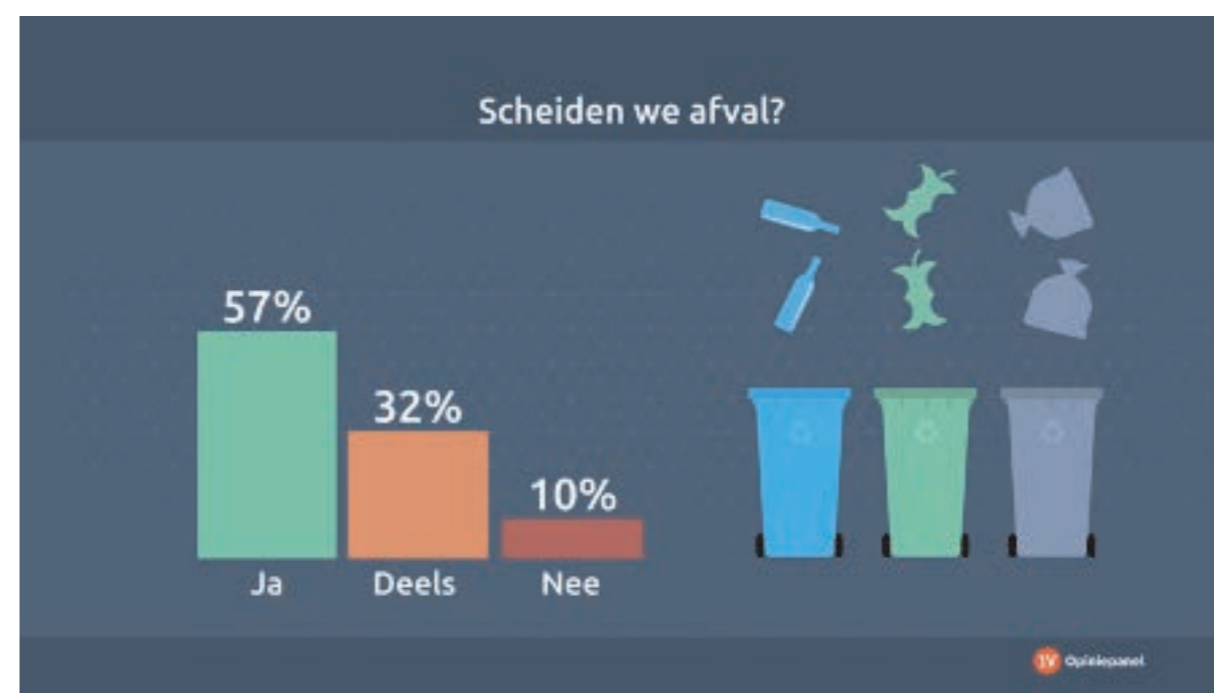 Scheiden we afval?
57%
32%
10%
Ja
Deels
Nee
1V Opiniepanel